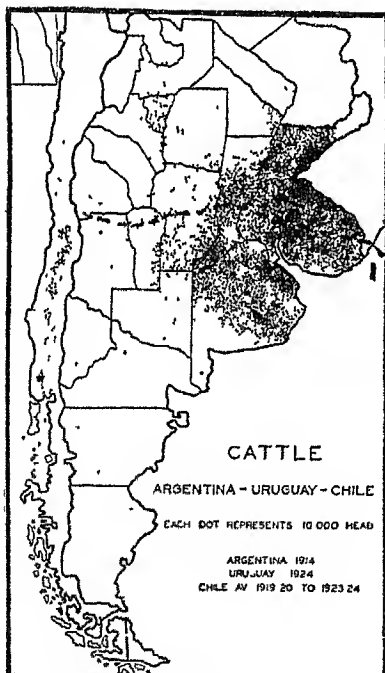 CATTLE
ARGENTINA - URUGUAY - CHILE
EACH DOT REPRESENTS 10 000 HEAD
ARGENTINA 1914
URUGUAY 1924
CHILE AV 1919 20 TO 1923 24